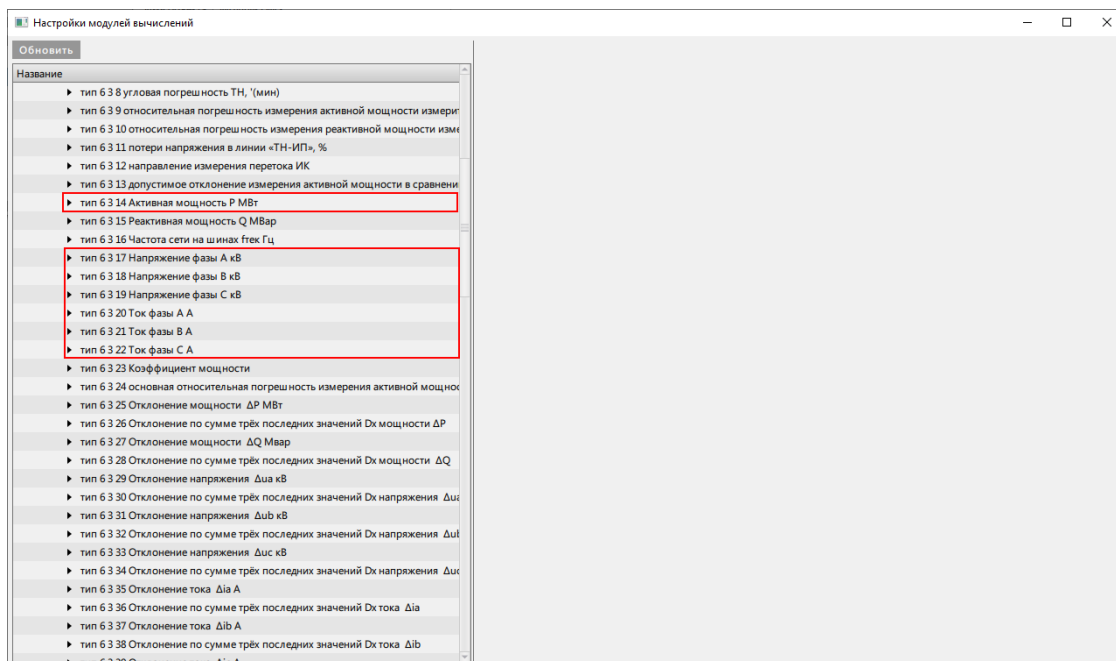 Настройки модулей вычислений
Обновить
Название
тип 6 3 8 угловая погрешность ТН, '(мин)
тип 6 3 9 относительная погрешность измерения активной мощности измерит
тип 6 3 10 относительная погрешность измерения реактивной мощности изме
тип 6 3 11 потери напряжения в линии «ТН-ИП», %
тип 6 3 12 направление измерения перетока ИК
тип 6 3 13 допустимое отклонение измерения активной мощности в сравнени
тип 6 3 14 Активная мощность P МВт
тип 6 3 15 Реактивная мощность Q МВар
тип 6 3 16 Частота сети на шинах fтек Гц
тип 6 3 17 Напряжение фазы А кВ
тип 6 3 18 Напряжение фазы В кВ
тип 6 3 19 Напряжение фазы С кВ
тип 6 3 20 Ток фазы А А
тип 6 3 21 Ток фазы В А
тип 6 3 22 Ток фазы С А
тип 6 3 23 Коэффициент мощности
тип 6 3 24 основная относительная погрешность измерения активной мощнос
тип 6 3 25 Отклонение мощности ΔP МВт
тип 6 3 26 Отклонение по сумме трёх последних значений Dx мощности ΔP
тип 6 3 27 Отклонение мощности ΔQ Мвар
тип 6 3 28 Отклонение по сумме трёх последних значений Dx мощности ΔQ
тип 6 3 29 Отклонение напряжения Δua кВ
тип 6 3 30 Отклонение по сумме трёх последних значений Dx напряжения Δua
тип 6 3 31 Отклонение напряжения Δub кВ
тип 6 3 32 Отклонение по сумме трёх последних значений Dx напряжения Δub
тип 6 3 33 Отклонение напряжения Δuc кВ
тип 6 3 34 Отклонение по сумме трёх последних значений Dx напряжения Δuc
тип 6 3 35 Отклонение тока Δia А
тип 6 3 36 Отклонение по сумме трёх последних значений Dx тока Δia
тип 6 3 37 Отклонение тока Δib А
тип 6 3 38 Отклонение по сумме трёх последних значений Dx тока Δib